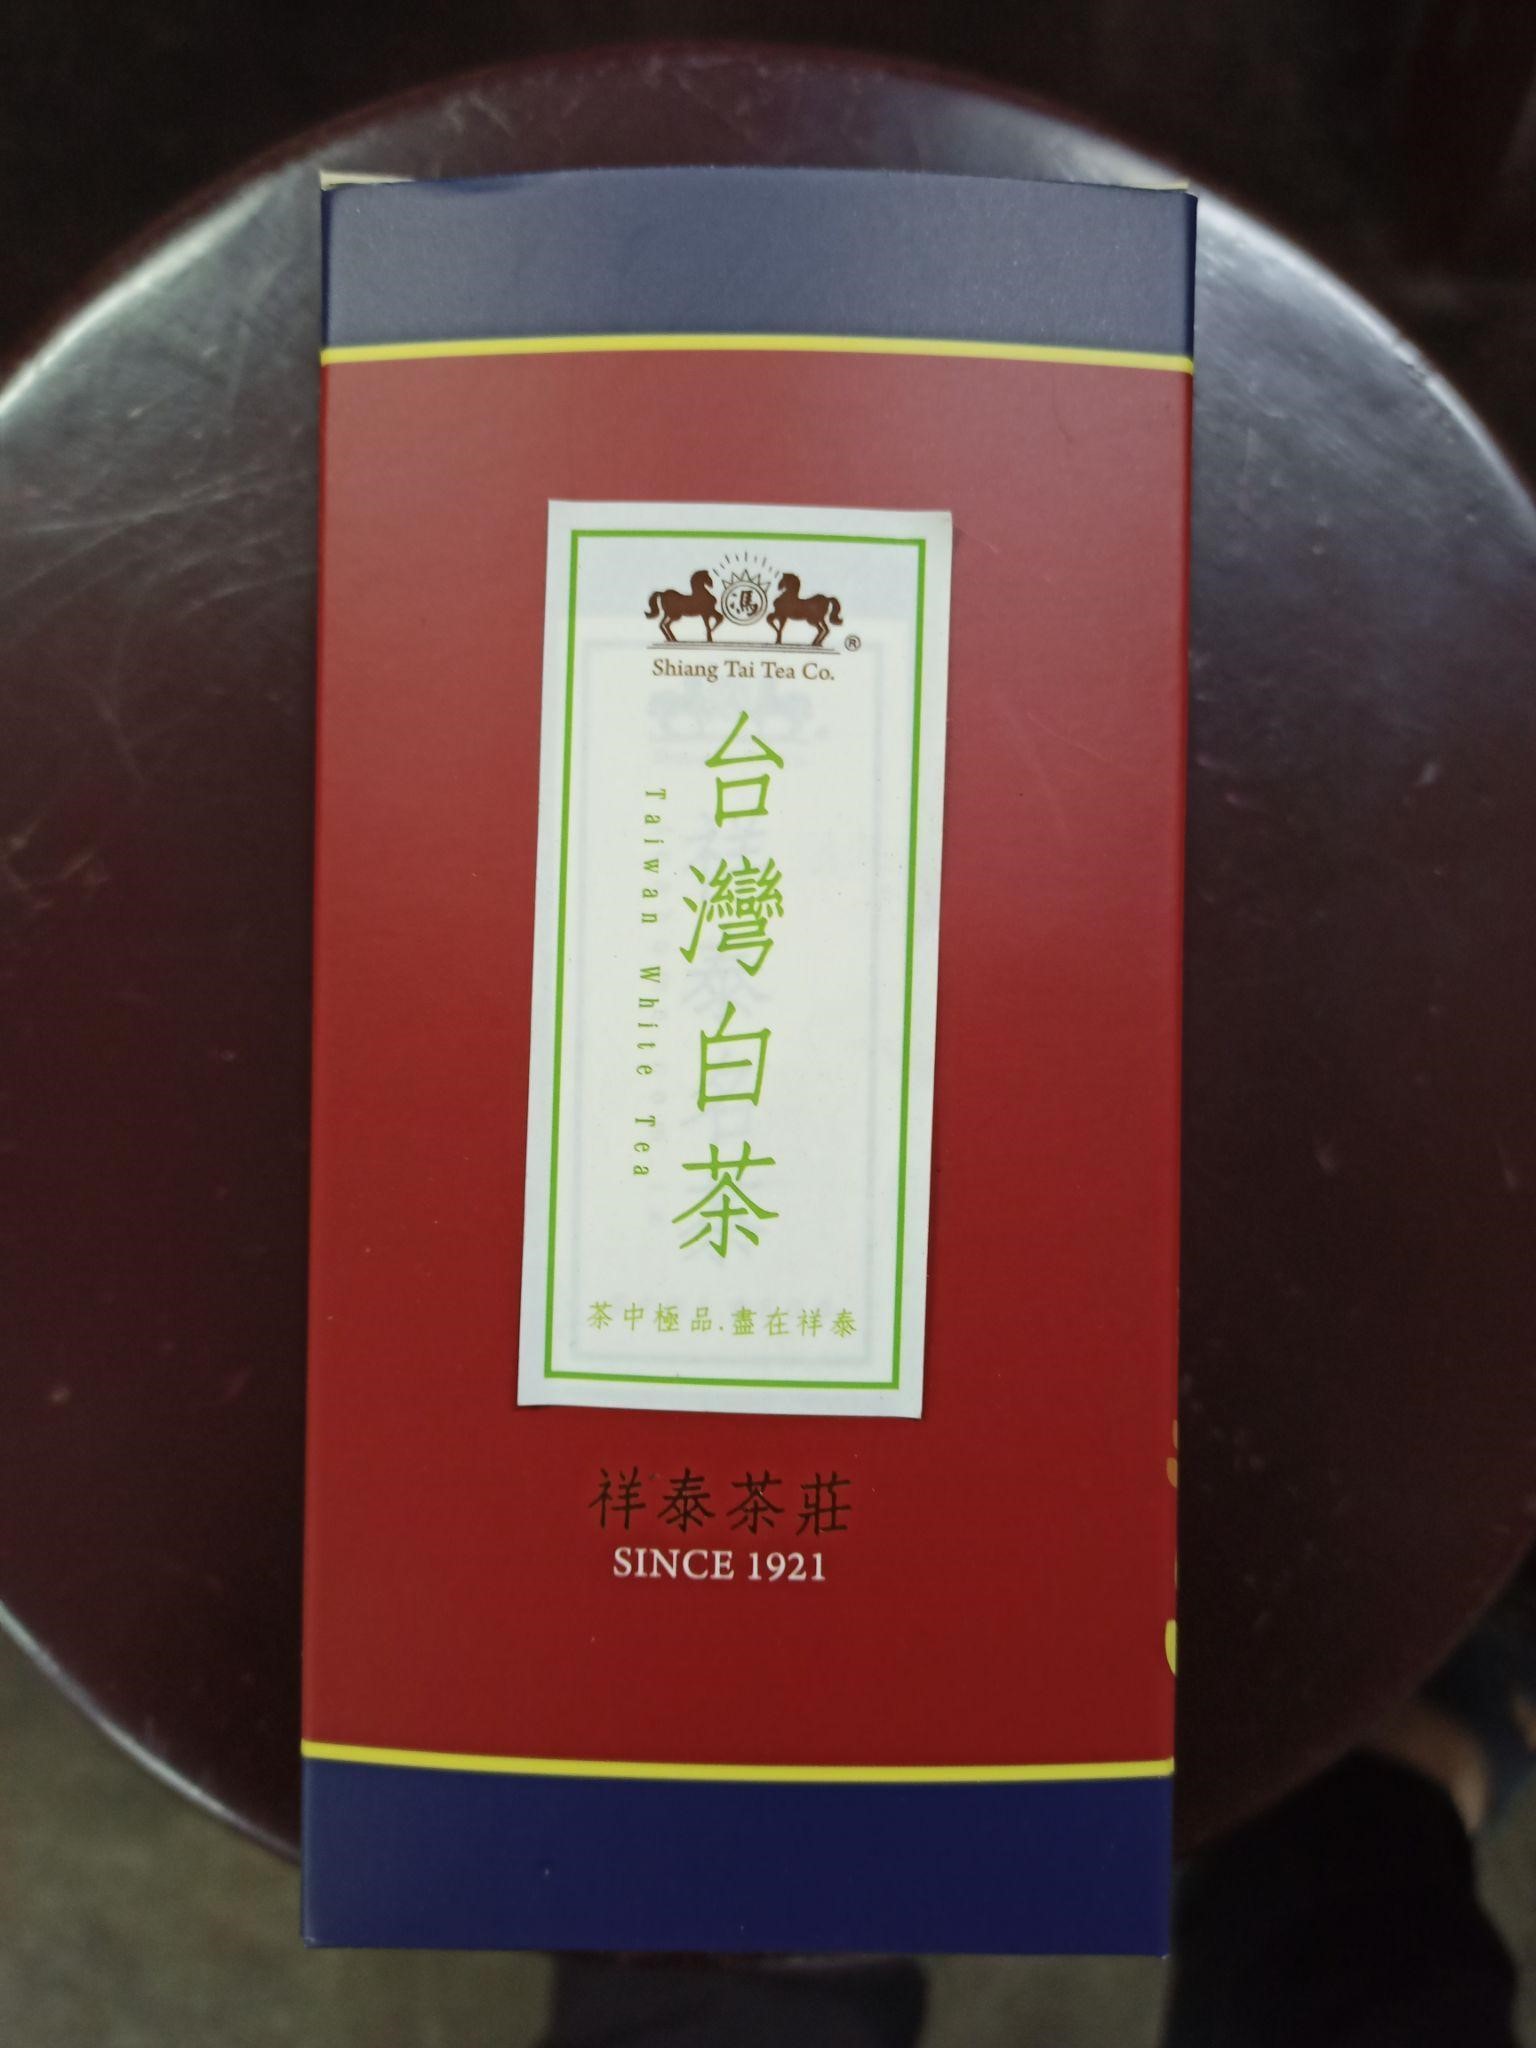 馮
®
Shiang Tai Tea Co.
台灣白茶
Taiwan White Tea
茶中極品.盡在祥泰
祥泰茶莊
SINCE 1921